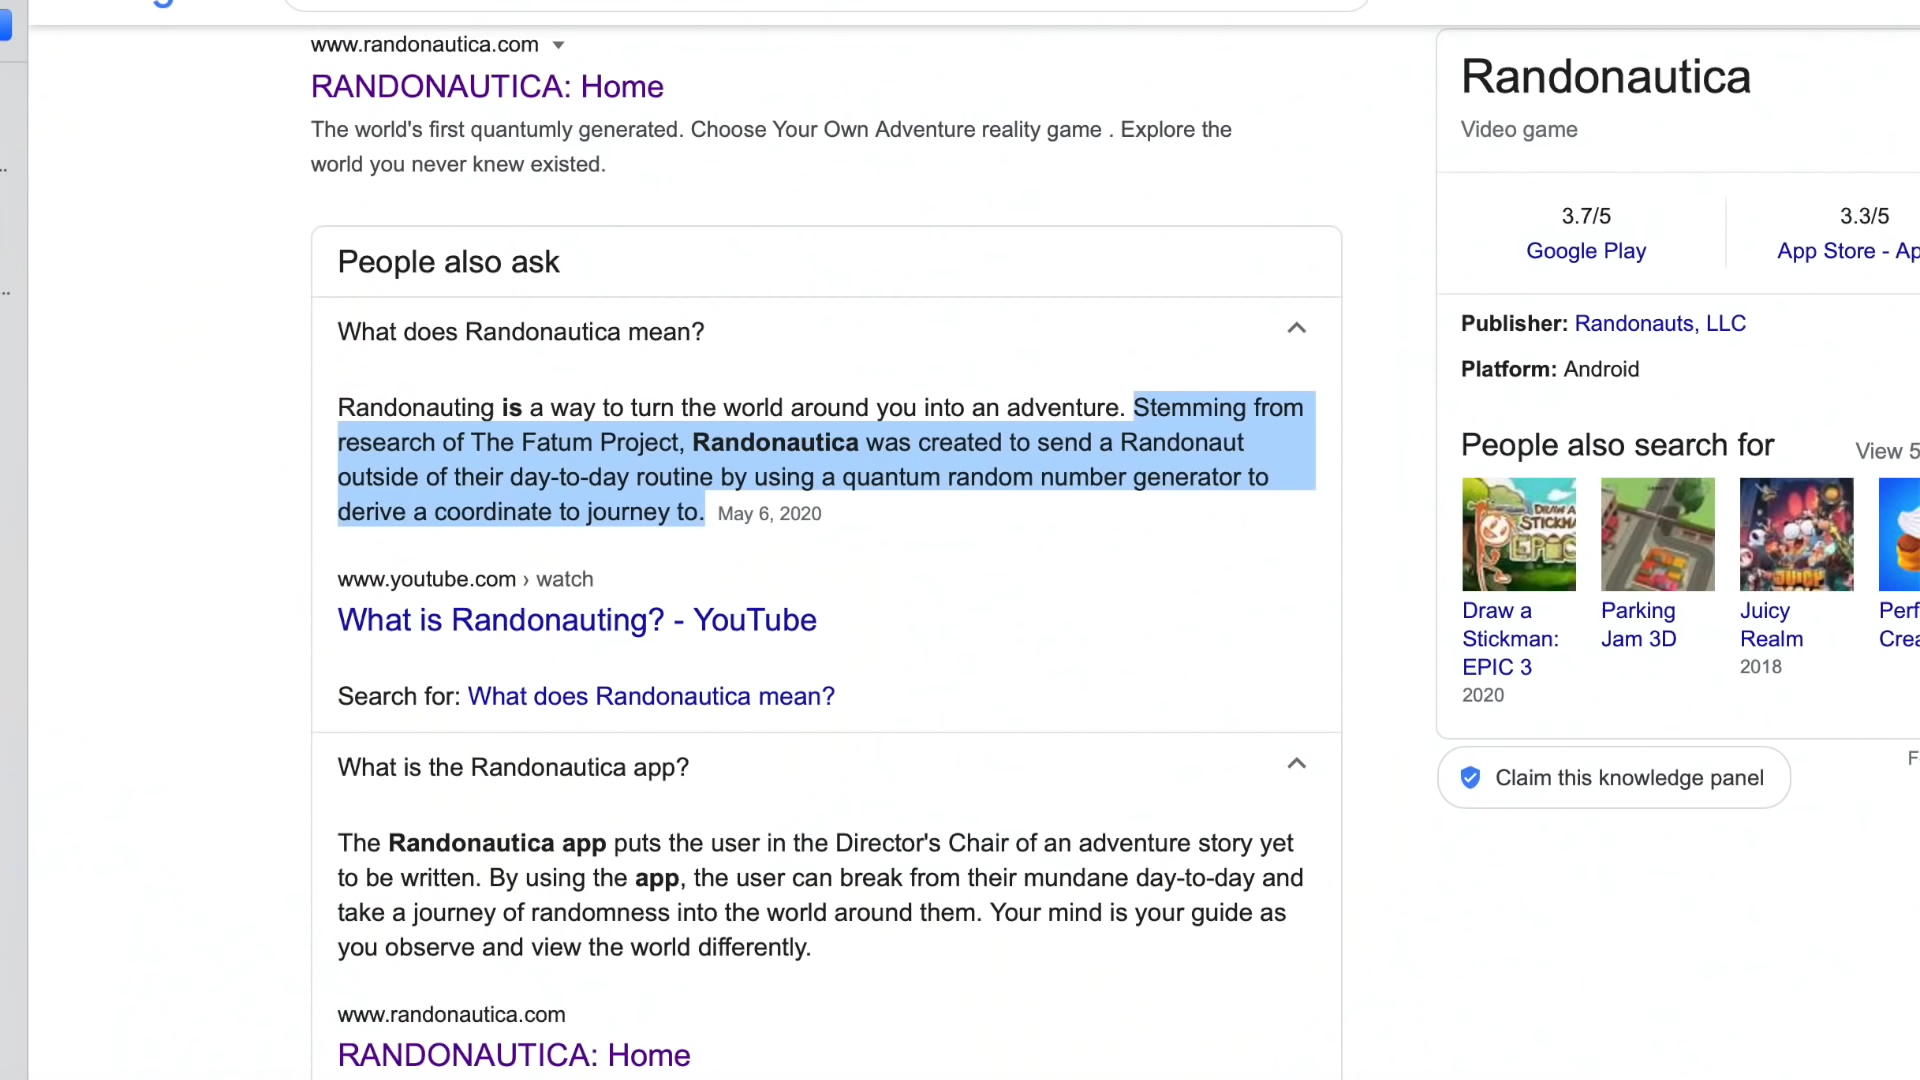 www.randonautica.com
RANDONAUTICA: Home
The world's first quantumly generated. Choose Your Own Adventure reality game . Explore the
world you never knew existed.
People also ask
What does Randonautica mean?
Randonauting is a way to turn the world around you into an adventure. Stemming from
research of The Fatum Project, Randonautica was created to send a Randonaut
outside of their day-to-day routine by using a quantum random number generator to
derive a coordinate to journey to. May 6, 2020
www.youtube.com › watch
What is Randonauting? - YouTube
Search for: What does Randonautica mean?
What is the Randonautica app?
The Randonautica app puts the user in the Director's Chair of an adventure story yet
to be written. By using the app, the user can break from their mundane day-to-day and
take a journey of randomness into the world around them. Your mind is your guide as
you observe and view the world differently.
www.randonautica.com
RANDONAUTICA: Home
Randonautica
Video game
3.7/5
Google Play
3.3/5
App Store - Ap
Publisher: Randonauts, LLC
Platform: Android
People also search for
View 5
DRAW A
STICKM
EPIC
JUICY
Draw a
Stickman:
EPIC 3
2020
Parking
Jam 3D
Juicy
Realm
2018
Perf
Crea
Claim this knowledge panel